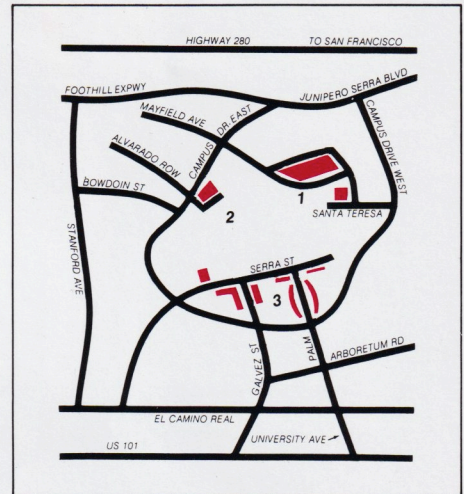 HIGHWAY 280 TO SAN FRANCISCO
FOOTHILL EXPWY
JUNIPERO SERRA BLVD
MAYFIELD AVE
CAMPUS DR. EAST
CAMPUS DRIVE WEST
ALVARADO ROW
BOWDOIN ST
1
SANTA TERESA
2
STANFORD AVE
SERRA ST
3
GALVEZ ST
PALM
ARBORETUM RD
EL CAMINO REAL
UNIVERSITY AVE
US 101